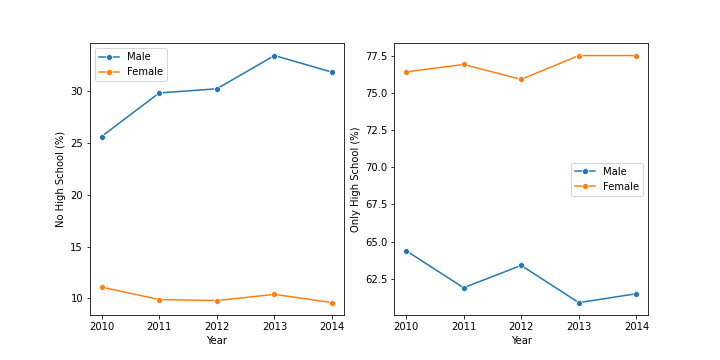 Male
Female
30
25
20
15
10
No High School (%)
2010 2011 2012 2013 2014
Year
77.5
75.0
72.5
70.0
67.5
65.0
62.5
Only High School (%)
Male
Female
2010 2011 2012 2013 2014
Year